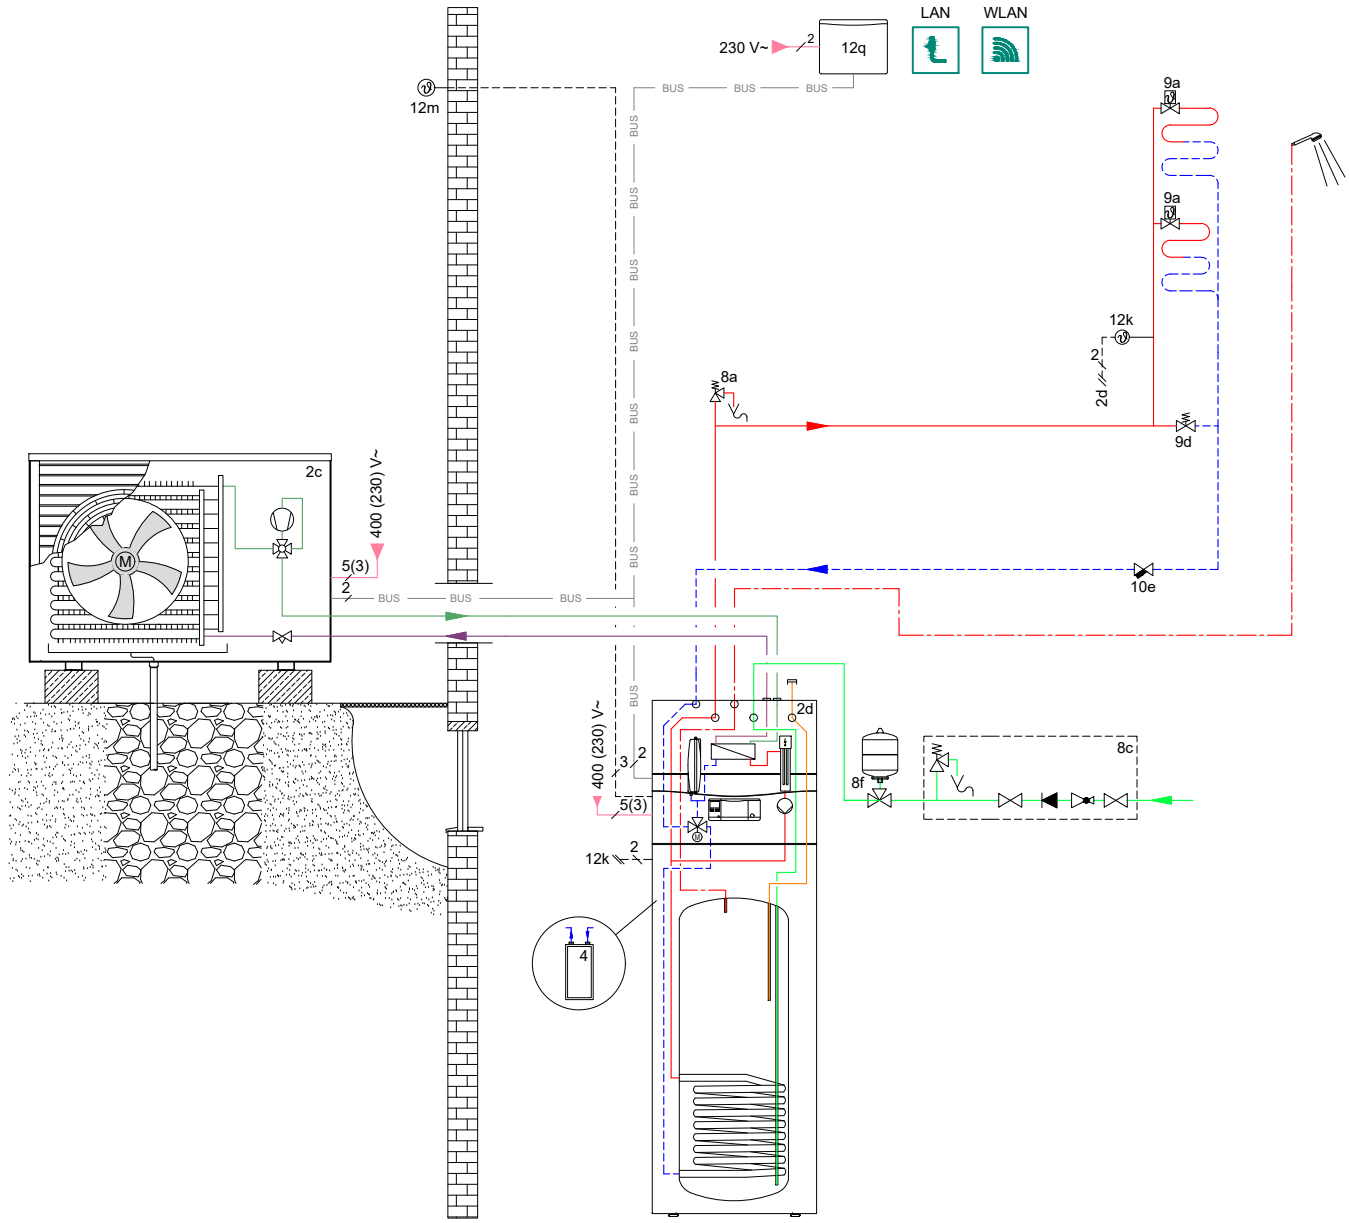 LAN
WLAN
230 V~
2
12q
BUS
BUS
BUS
12m
BUS
BUS
BUS
BUS
BUS
BUS
BUS
BUS
9a
9a
12k
2
2d
8a
9d
10e
2c
400 (230) V~
5(3)
2
BUS
BUS
BUS
M
2d
400 (230) V~
3
2
5(3)
12k
2
M
8f
8c
4